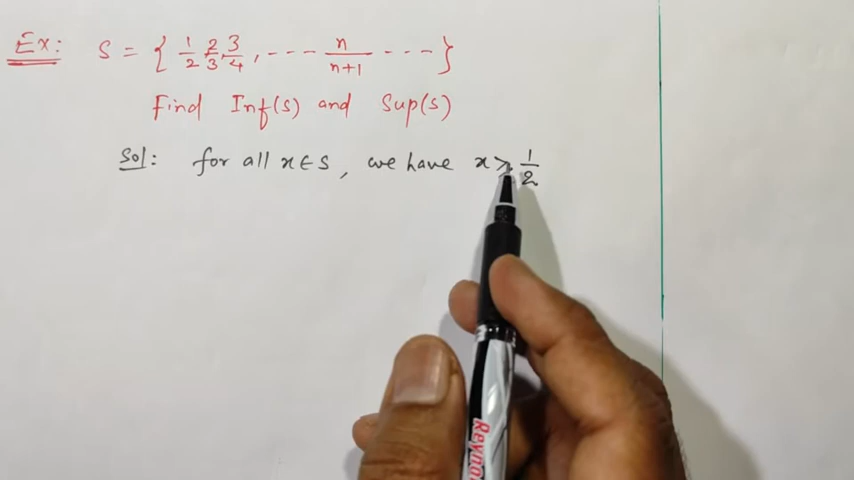 Ex: S = { 1/2 2/3, 3/4, ---- n/n+1 ---- }
Find Inf(s) and Sup(s)
Sol: for all x ∈ S, we have x ≥ 1/2
Reyno